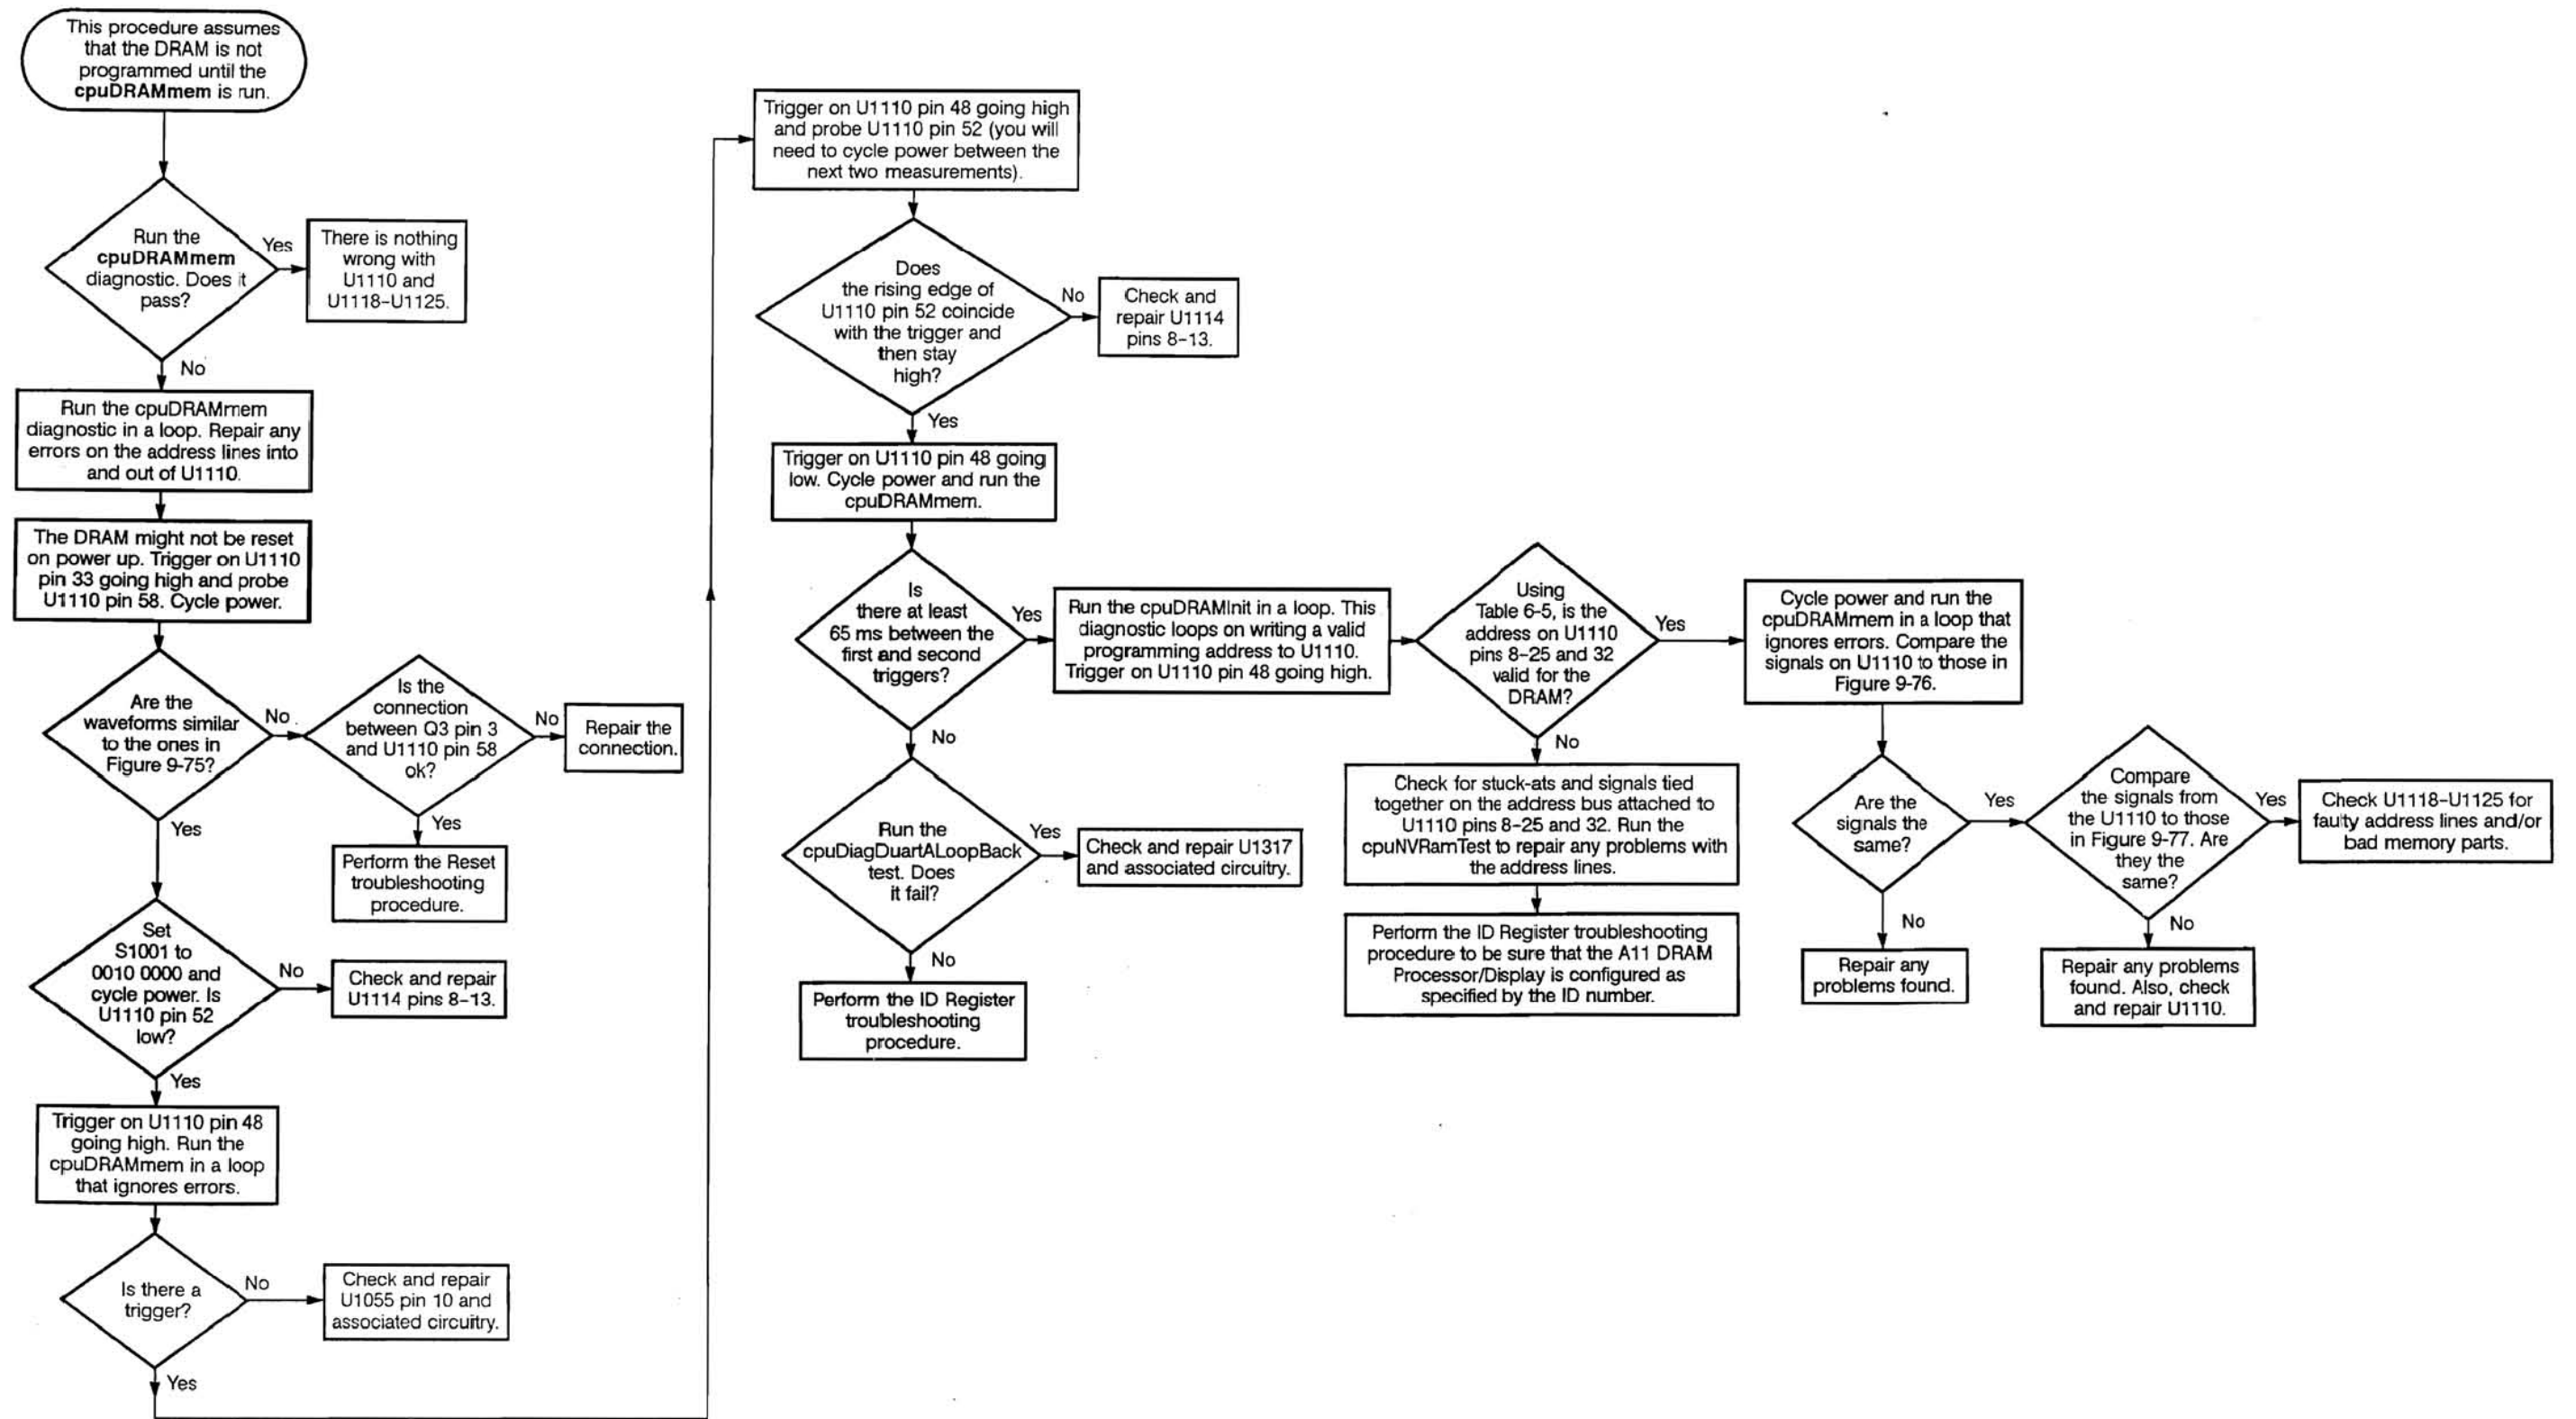 This procedure assumes
that the DRAM is not
programmed until the
cpuDRAMmem is run.
Run the
cpuDRAMmem
diagnostic. Does it
pass?
Yes
There is nothing
wrong with
U1110 and
U1118-U1125.
No
Run the cpuDRAMmem
diagnostic in a loop. Repair any
errors on the address lines into
and out of U1110.
The DRAM might not be reset
on power up. Trigger on U1110
pin 33 going high and probe
U1110 pin 58. Cycle power.
Are the
waveforms similar
to the ones in
Figure 9-75?
No
Is the
connection
between Q3 pin 3
and U1110 pin 58
ok?
No
Repair the
connection.
Yes
Perform the Reset
troubleshooting
procedure.
Yes
Set
S1001 to
0010 0000 and
cycle power. Is
U1110 pin 52
low?
No
Check and repair
U1114 pins 8-13.
Yes
Trigger on U1110 pin 48
going high. Run the
cpuDRAMmem in a loop
that ignores errors.
Is there a
trigger?
No
Check and repair
U1055 pin 10 and
associated circuitry.
Yes
Trigger on U1110 pin 48 going high
and probe U1110 pin 52 (you will
need to cycle power between the
next two measurements).
Does
the rising edge of
U1110 pin 52 coincide
with the trigger and
then stay
high?
No
Check and
repair U1114
pins 8-13.
Yes
Trigger on U1110 pin 48 going
low. Cycle power and run the
cpuDRAMmem.
Is
there at least
65 ms between the
first and second
triggers?
Yes
Run the cpuDRAMInit in a loop. This
diagnostic loops on writing a valid
programming address to U1110.
Trigger on U1110 pin 48 going high.
No
Run the
cpuDiagDuartALoopBack
test. Does
it fail?
Yes
Check and repair U1317
and associated circuitry.
No
Perform the ID Register
troubleshooting
procedure.
Using
Table 6-5, is the
address on U1110
pins 8-25 and 32
valid for the
DRAM?
Yes
Cycle power and run the
cpuDRAMmem in a loop that
ignores errors. Compare the
signals on U1110 to those in
Figure 9-76.
No
Check for stuck-ats and signals tied
together on the address bus attached to
U1110 pins 8-25 and 32. Run the
cpuNVRamTest to repair any problems with
the address lines.
Perform the ID Register troubleshooting
procedure to be sure that the A11 DRAM
Processor/Display is configured as
specified by the ID number.
Are the
signals the
same?
Yes
Compare
the signals from
the U1110 to those
in Figure 9-77. Are
they the
same?
Yes
Check U1118-U1125 for
faulty address lines and/or
bad memory parts.
No
Repair any
problems found.
No
Repair any problems
found. Also, check
and repair U1110.